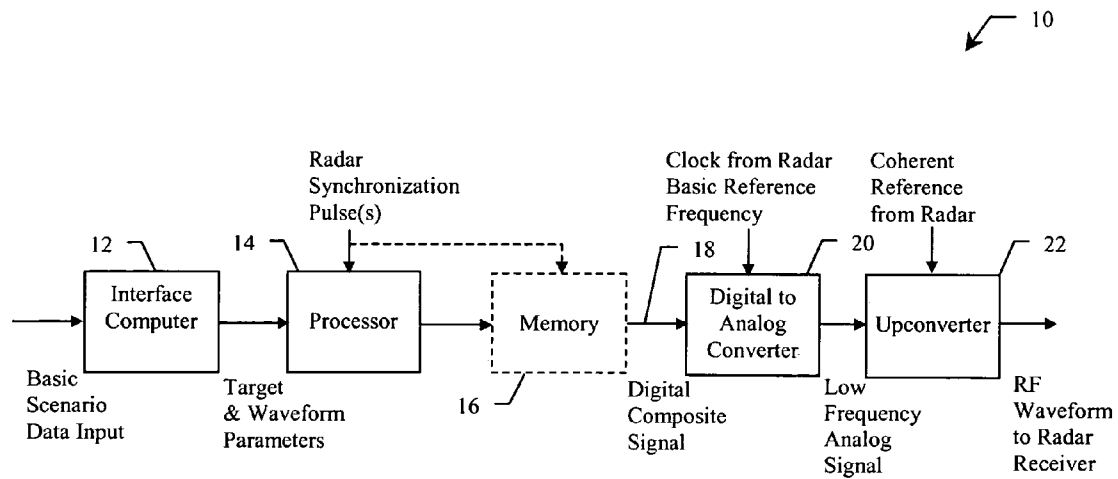 10
Radar
Synchronization
Pulse(s)
Clock from Radar
Basic Reference
Frequency
Coherent
Reference
from Radar
12
14
18
20
22
Interface
Computer
Processor
Memory
Digital to
Analog
Converter
Upconverter
Basic
Scenario
Data Input
Target
& Waveform
Parameters
16
Digital
Composite
Signal
Low
Frequency
Analog
Signal
RF
Waveform
to Radar
Receiver